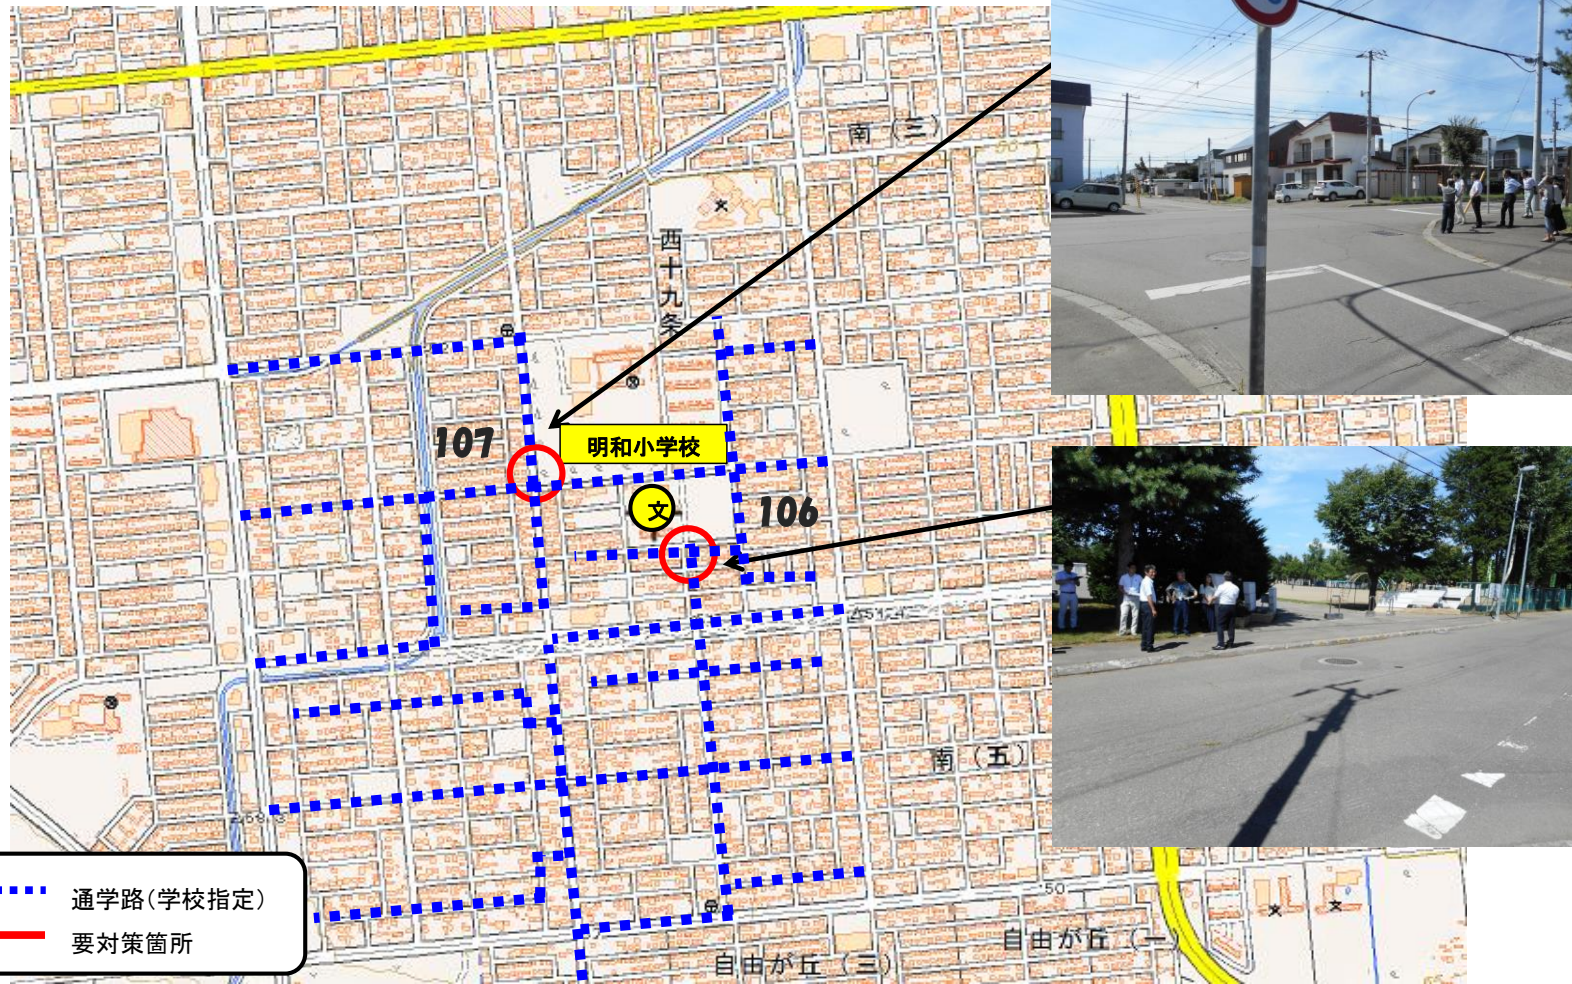 南(三)
西十九条
107
明和小学校
文
106
南(五)
50
自由が丘(一)
自由が丘(三)
通学路(学校指定)
要対策箇所